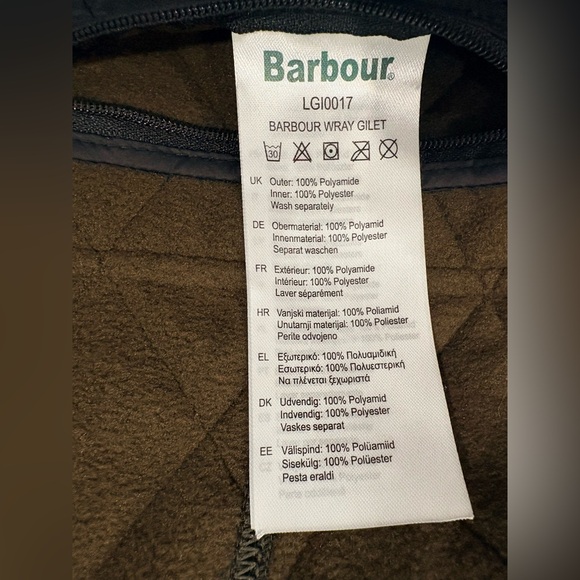 Barbour®
LGI0017
BARBOUR WRAY GILET
30
UK Outer: 100% Polyamide
Inner: 100% Polyester
Wash separately
DE Obermaterial: 100% Polyamid
Innenmaterial: 100% Polyester
Separat waschen
FR Extérieur: 100% Polyamide
Intérieur: 100% Polyester
Laver séparément
HR Vanjski materijal: 100% Poliamid
Unutarnji materijal: 100% Poliester
Perite odvojeno
EL Εξωτερικό: 100% Πολυαμιδική
Εσωτερικό: 100% Πολυεστερική
Να πλένεται ξεχωριστά
DK Udvendig: 100% Polyamid
Indvendig: 100% Polyester
Vaskes separat
EE Välispind: 100% Polüamiid
Sisekülg: 100% Polüester
Pesta eraldi